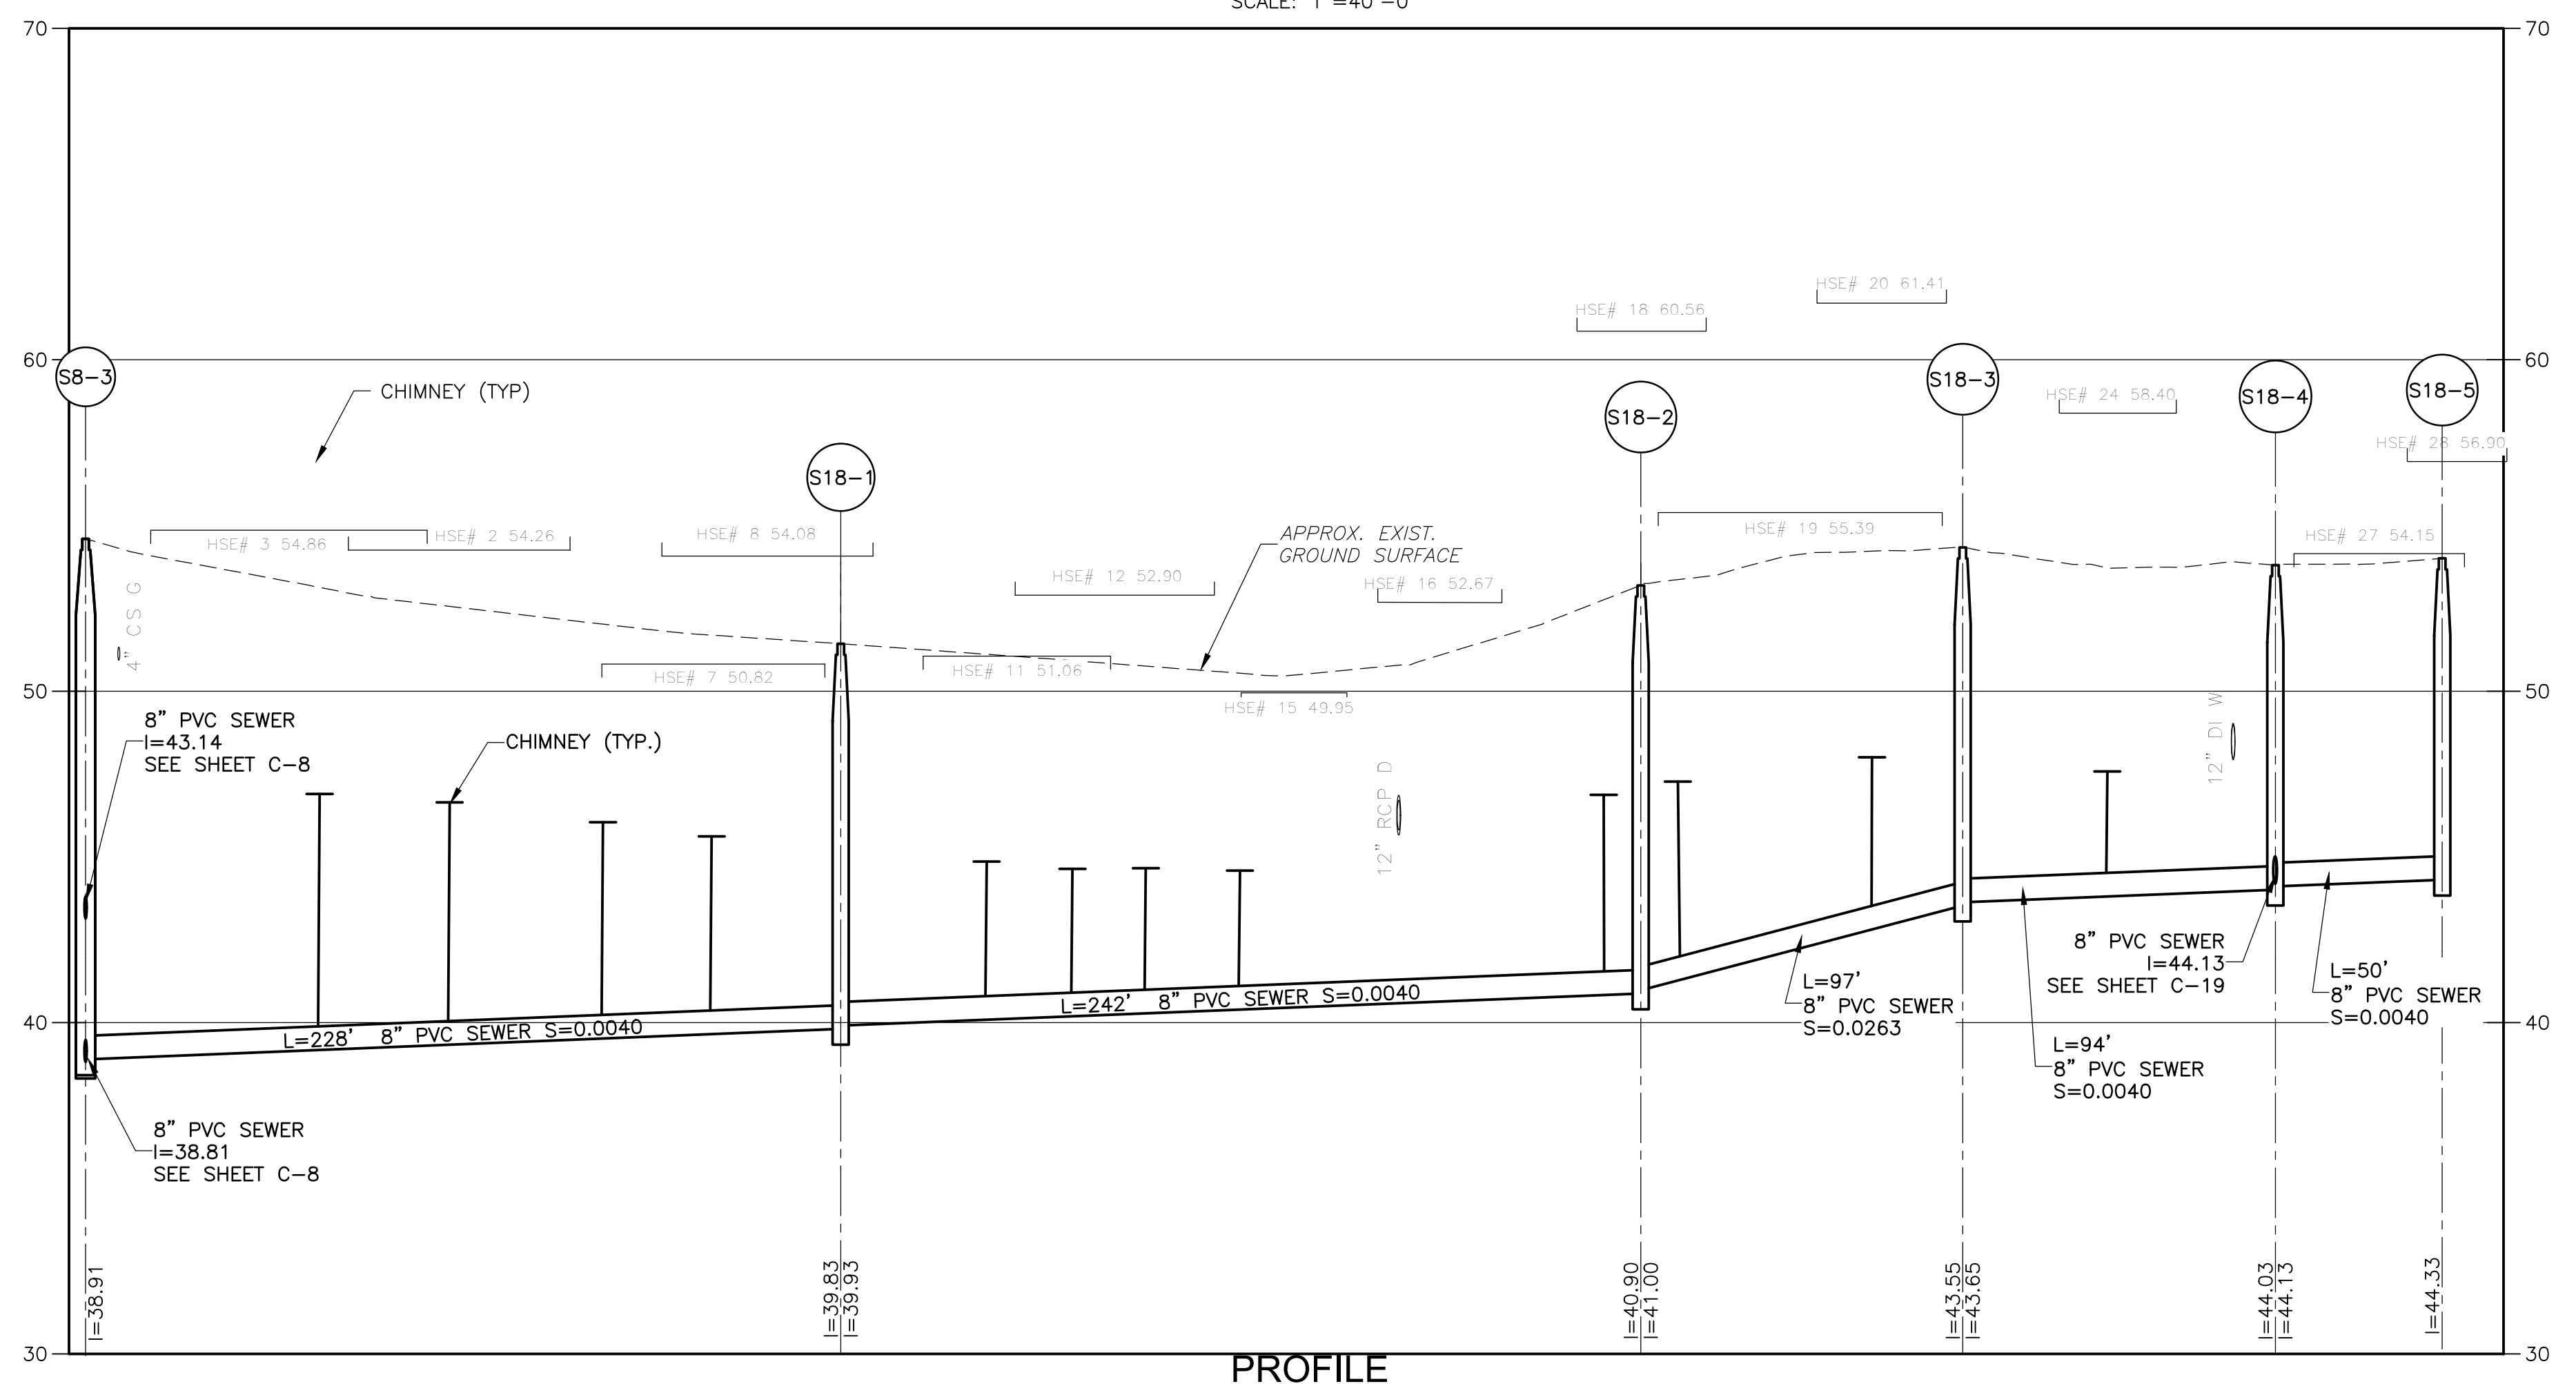 SCALE: 1"=40'-0"
70
70
HSE# 20 61.41
HSE# 18 60.56
60
60
S8-3
S18-3
CHIMNEY (TYP)
HSE# 24 58.40
S18-5
S18-4
S18-2
HSE# 28 56.90
S18-1
HSE# 3 54.86
HSE# 2 54.26
HSE# 8 54.08
APPROX. EXIST.
GROUND SURFACE
HSE# 19 55.39
HSE# 27 54.15
HSE# 12 52.90
HSE# 16 52.67
4" CS G
HSE# 7 50.82
HSE# 11 51.06
50
50
HSE# 15 49.95
8" PVC SEWER
I=43.14
SEE SHEET C-8
CHIMNEY (TYP.)
12" RCP D
12" DI W
8" PVC SEWER
I=44.13
SEE SHEET C-19
L=50'
8" PVC SEWER
S=0.0040
L=97'
8" PVC SEWER
S=0.0263
L=242' 8" PVC SEWER S=0.0040
40
40
L=228' 8" PVC SEWER S=0.0040
L=94'
8" PVC SEWER
S=0.0040
8" PVC SEWER
I=38.81
SEE SHEET C-8
I=38.91
I=39.83
I=39.93
I=40.90
I=41.00
I=43.55
I=43.65
I=44.03
I=44.13
I=44.33
30
30
PROFILE